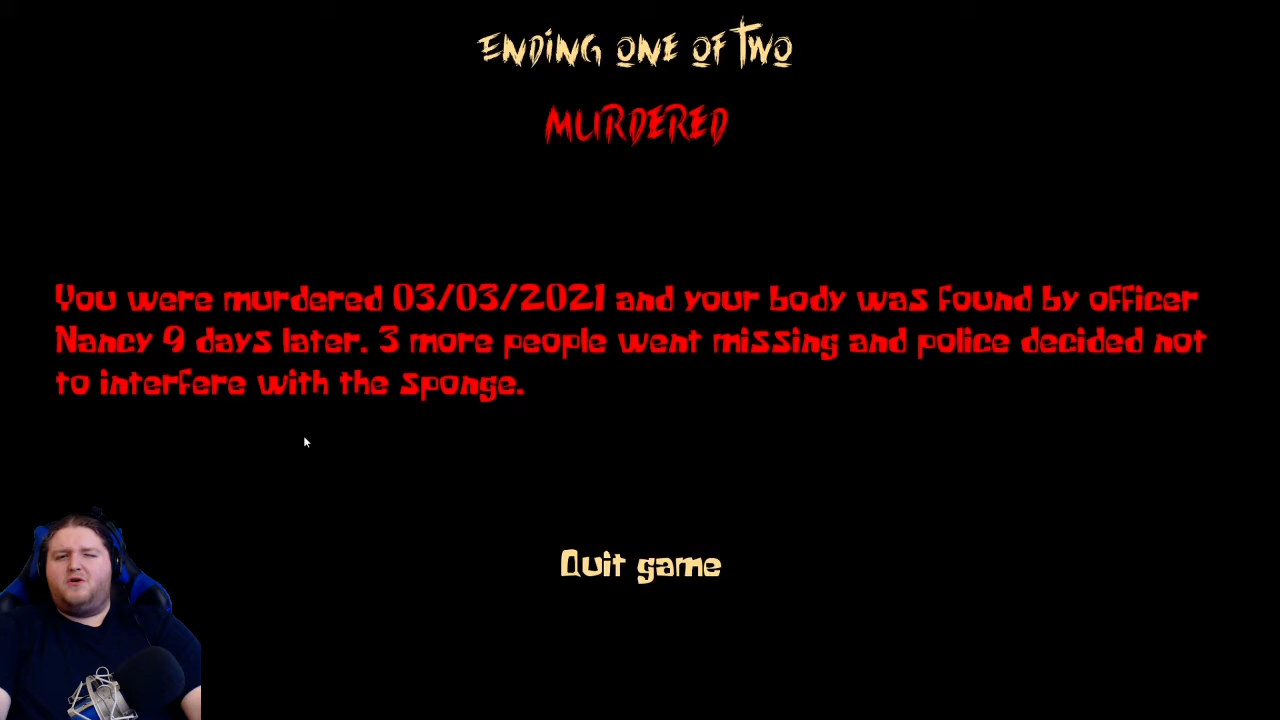 ENDING ONE OF TWO
MURDERED
You were murdered 03/03/2021 and your body was found by officer
Nancy 9 days later. 3 more people went missing and police decided not
to interfere with the sponge.
Quit game